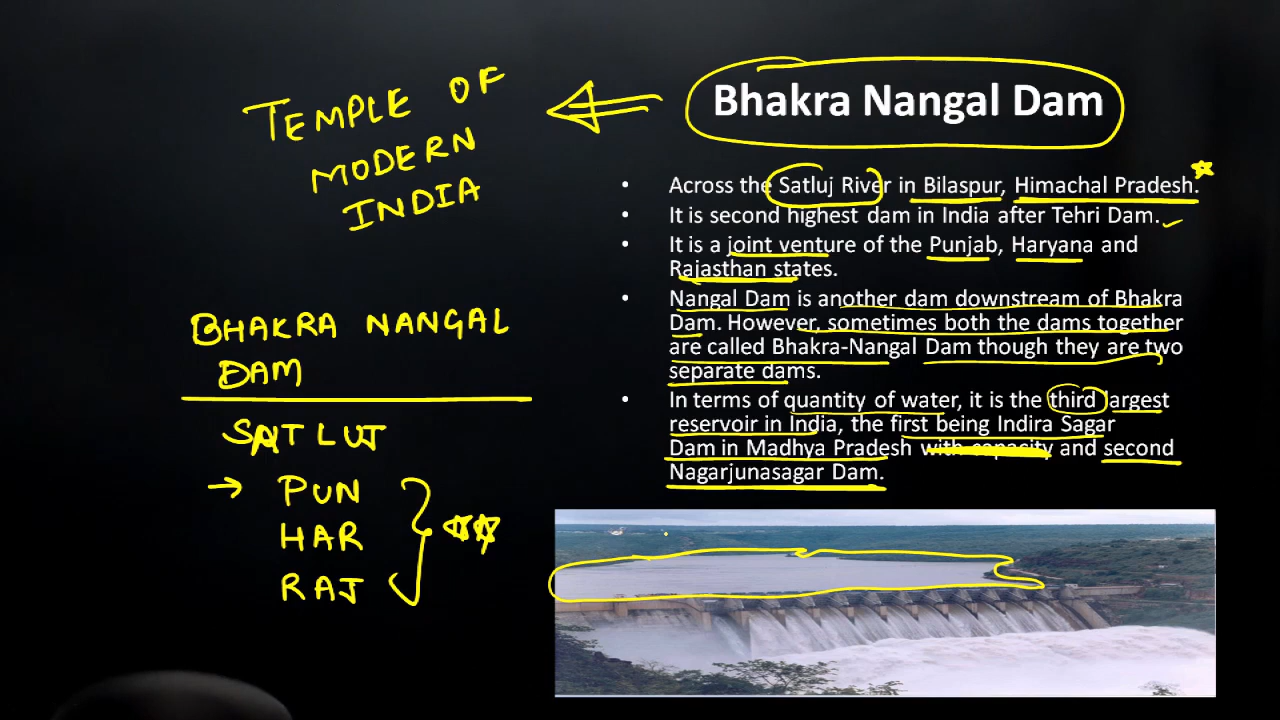 TEMPLE OF
MODERN
INDIA
BHAKRA NANGAL
DAM
SATLUJ
→ PUN
HAR
RAJ
Bhakra Nangal Dam
• Across the Satluj River in Bilaspur, Himachal Pradesh.
• It is second highest dam in India after Tehri Dam.
• It is a joint venture of the Punjab, Haryana and
Rajasthan states.
• Nangal Dam is another dam downstream of Bhakra
Dam. However, sometimes both the dams together
are called Bhakra-Nangal Dam though they are two
separate dams.
• In terms of quantity of water, it is the third largest
reservoir in India, the first being Indira Sagar
Dam in Madhya Pradesh with capacity and second
Nagarjunasagar Dam.